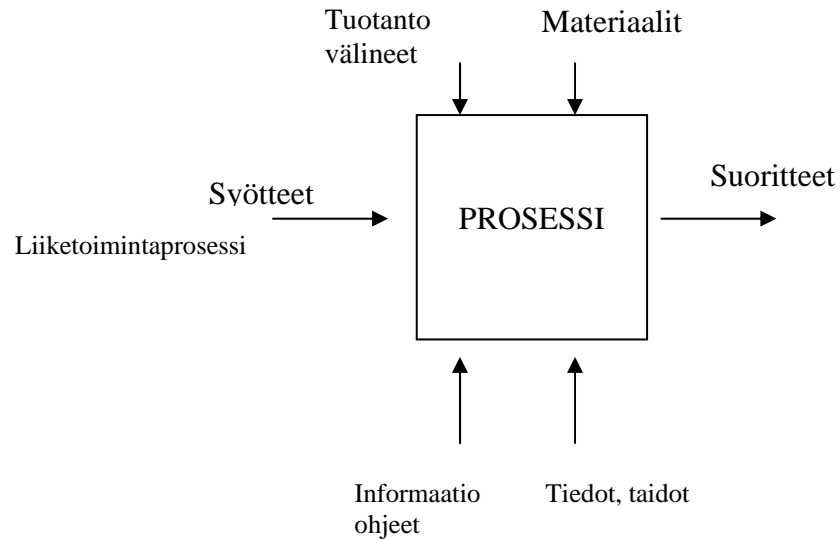 Tuotanto
välineet
Materiaalit
Syötteet
Suoritteet
PROSESSI
Liiketoimintaprosessi
Informaatio
ohjeet
Tiedot, taidot